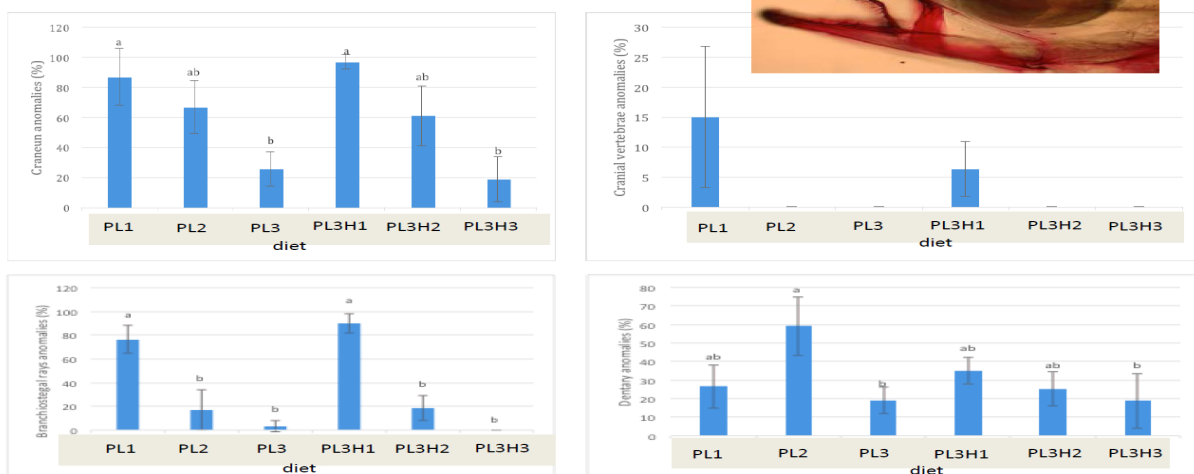 120
100
80
60
40
20
0
Craneun anomalies (%)
a
ab
b
a
ab
b
PL1 PL2 PL3 PL3H1 PL3H2 PL3H3
diet
30
25
20
15
10
5
0
Cranial vertebrae anomalies (%)
PL1 PL2 PL3 PL3H1 PL3H2 PL3H3
diet
120
100
80
60
40
20
0
Branchiostegal rays anomalies (%)
a
b
b
a
b
b
PL1 PL2 PL3 PL3H1 PL3H2 PL3H3
diet
80
70
60
50
40
30
20
10
0
Dentary anomalies (%)
ab
a
b
ab
ab
b
PL1 PL2 PL3 PL3H1 PL3H2 PL3H3
diet